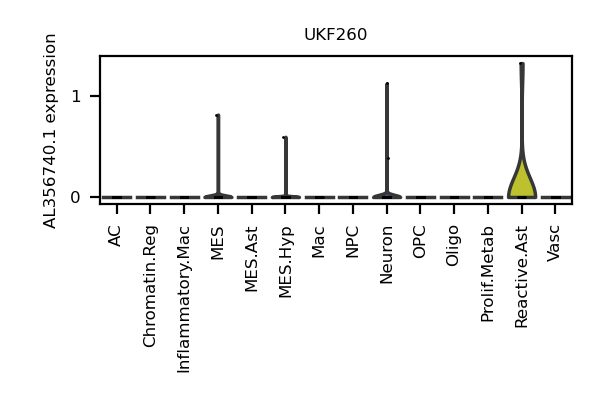 UKF260
AL356740.1 expression
1
0
AC
Chromatin.Reg
Inflammatory.Mac
MES
MES.Ast
MES.Hyp
Mac
NPC
Neuron
OPC
Oligo
Prolif.Metab
Reactive.Ast
Vasc